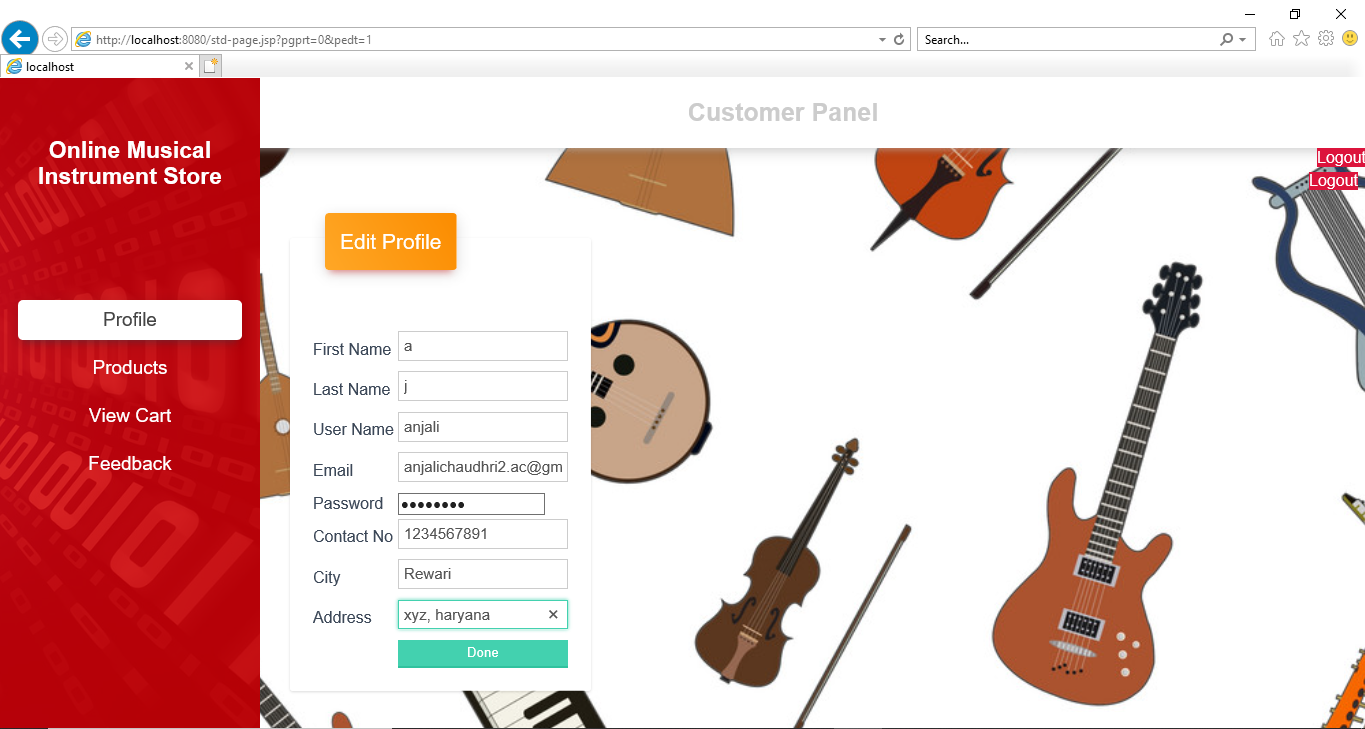 http://localhost:8080/std-page.jsp?pgprt=0&pedt=1
Search...
localhost
Customer Panel
Online Musical
Instrument Store
Logout
Logout
Edit Profile
Profile
Products
View Cart
Feedback
First Name a
Last Name j
User Name anjali
Email anjalichaudhri2.ac@gm
Password ●●●●●●●●
Contact No 1234567891
City Rewari
Address xyz, haryana
Done